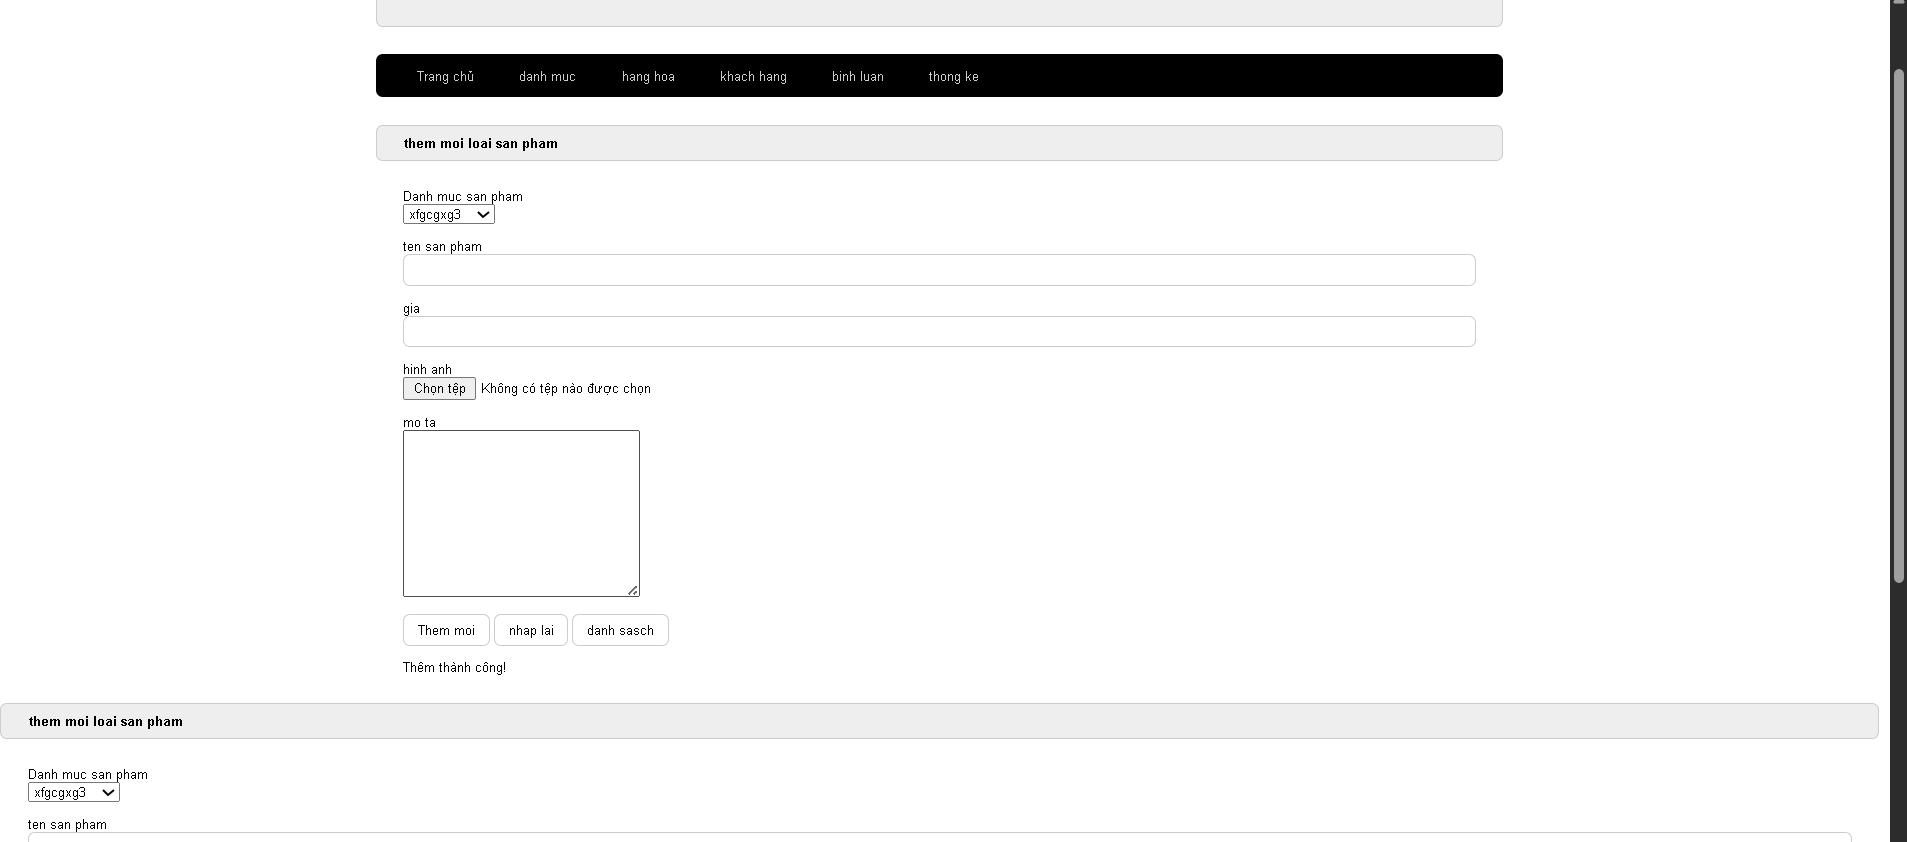 Trang chủ danh muc hang hoa khach hang binh luan thong ke
them moi loai san pham
Danh muc san pham
xfgcgxg3
ten san pham
gia
hinh anh
Chọn tệp Không có tệp nào được chọn
mo ta
Them moi nhap lai danh sasch
Thêm thành công!
them moi loai san pham
Danh muc san pham
xfgcgxg3
ten san pham